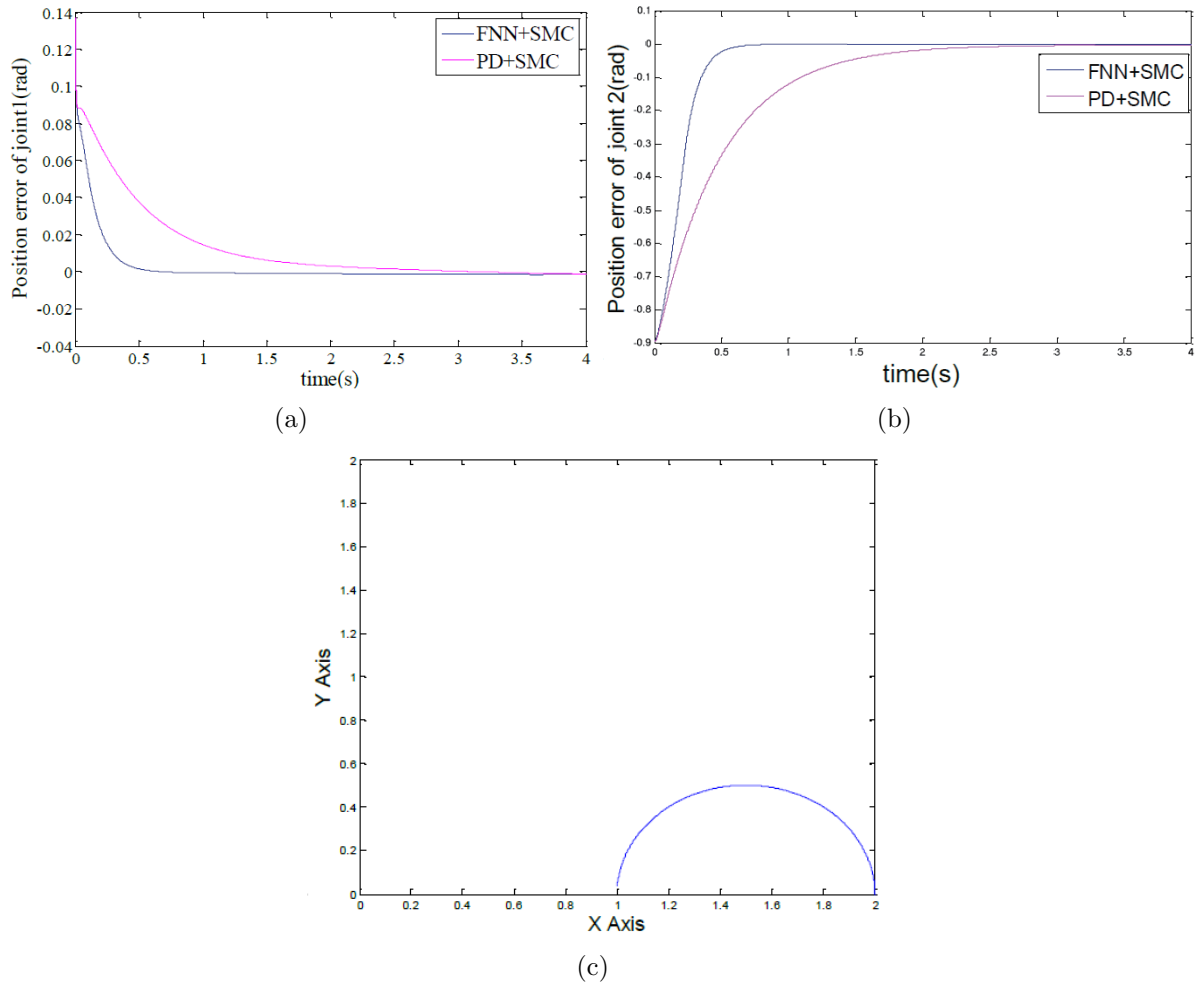 0.14
0.12
0.1
0.08
0.06
0.04
0.02
0
-0.02
-0.04
Position error of joint1(rad)
FNN+SMC
PD+SMC
0 0.5 1 1.5 2 2.5 3 3.5 4
time(s)
(a)
0.1
0
-0.1
-0.2
-0.3
-0.4
-0.5
-0.6
-0.7
-0.8
-0.9
Position error of joint 2(rad)
FNN+SMC
PD+SMC
0 0.5 1 1.5 2 2.5 3 3.5 4
time(s)
(b)
2
1.8
1.6
1.4
1.2
1
0.8
0.6
0.4
0.2
0
Y Axis
0 0.2 0.4 0.6 0.8 1 1.2 1.4 1.6 1.8 2
X Axis
(c)